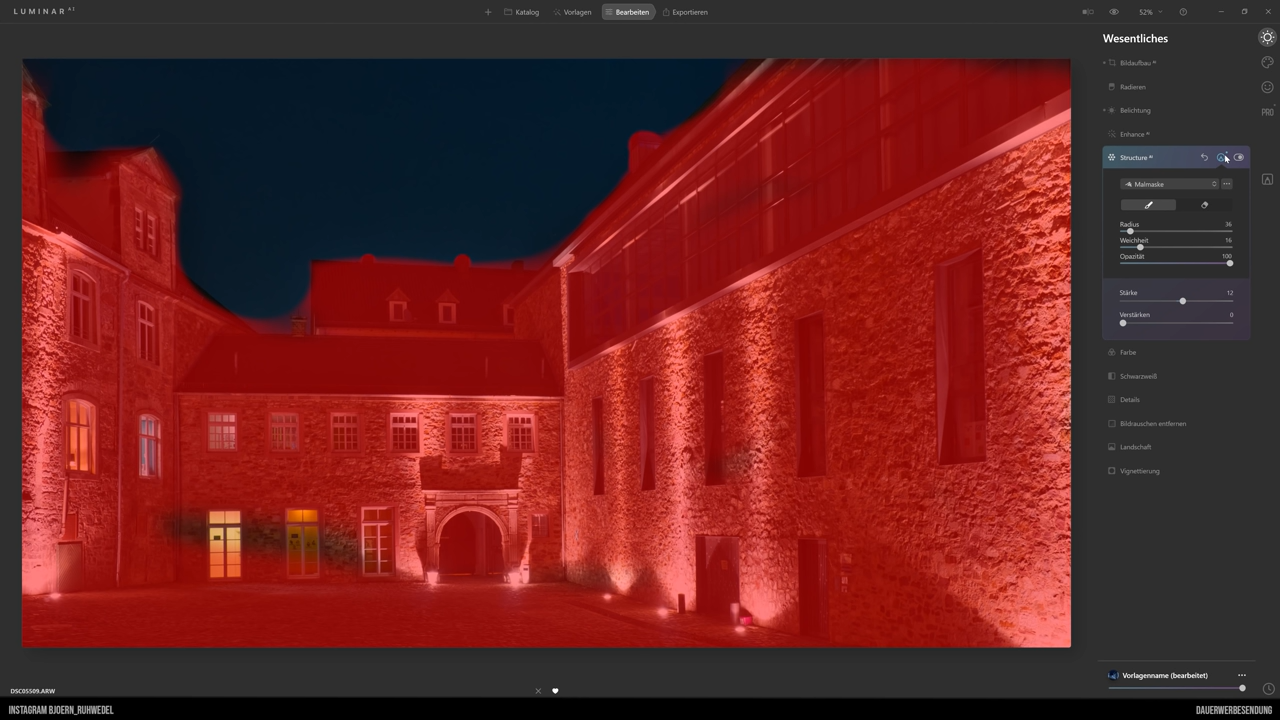 LUMINAR AI
Katalog
Vorlagen
Bearbeiten
Exportieren
52%
Wesentliches
Bildaufbau AI
Radieren
Belichtung
PRO
Enhance AI
Structure AI
Malmaske
Radius 36
Weichheit 16
Opazität 100
Stärke 12
Verstärken 0
Farbe
Schwarzweiß
Details
Bildrauschen entfernen
Landschaft
Vignettierung
Vorlagenname (bearbeitet)
DSC05509.ARW
INSTAGRAM BJOERN_RUHWEDEL
DAUERWERBESENDUNG